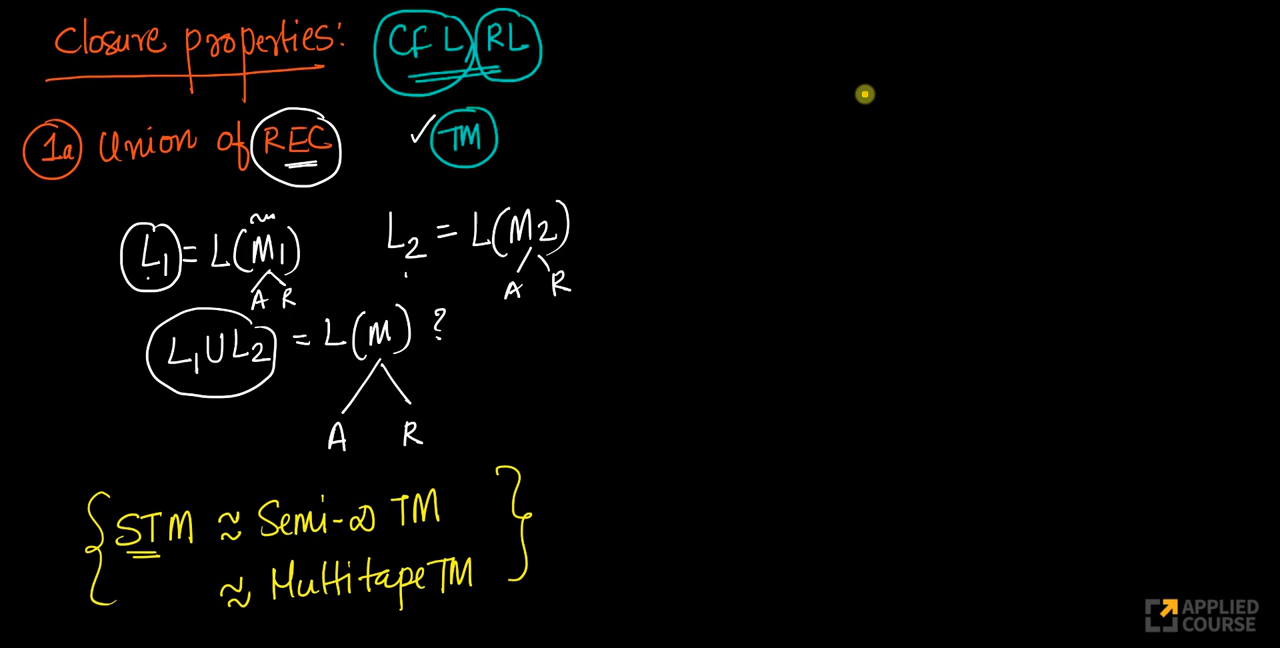 Closure properties: CFL RL
1a Union of REC ✓ TM
L1 = L(M1) L2 = L(M2)
A R A R
L1 U L2 = L(M) ?
A R
{ STM ≈ Semi-∞ TM }
≈ Multitape TM
APPLIED
COURSE